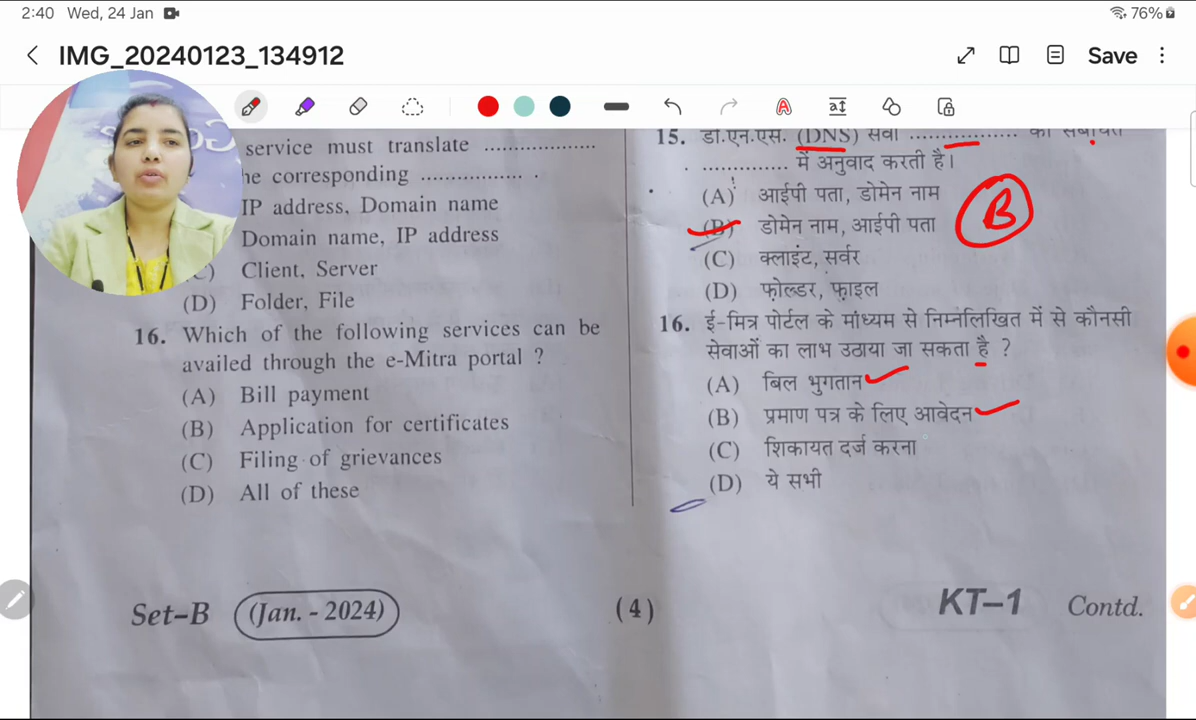 2:40 Wed, 24 Jan
76%
IMG_20240123_134912
Save
service must translate ..................
he corresponding ................. .
IP address, Domain name
Domain name, IP address
Client, Server
(D) Folder, File
16. Which of the following services can be
availed through the e-Mitra portal ?
(A) Bill payment
(B) Application for certificates
(C) Filing of grievances
(D) All of these
15. डी.एन.एस. (DNS) सेवा .................. को संबंधित
............... में अनुवाद करती है।
(A) आईपी पता, डोमेन नाम
(B) डोमेन नाम, आईपी पता
B
(C) क्लाइंट, सर्वर
(D) फ़ोल्डर, फ़ाइल
16. ई-मित्र पोर्टल के माध्यम से निम्नलिखित में से कौनसी
सेवाओं का लाभ उठाया जा सकता है ?
(A) बिल भुगतान
(B) प्रमाण पत्र के लिए आवेदन
(C) शिकायत दर्ज करना
(D) ये सभी
Set-B (Jan. - 2024) (4) KT-1 Contd.